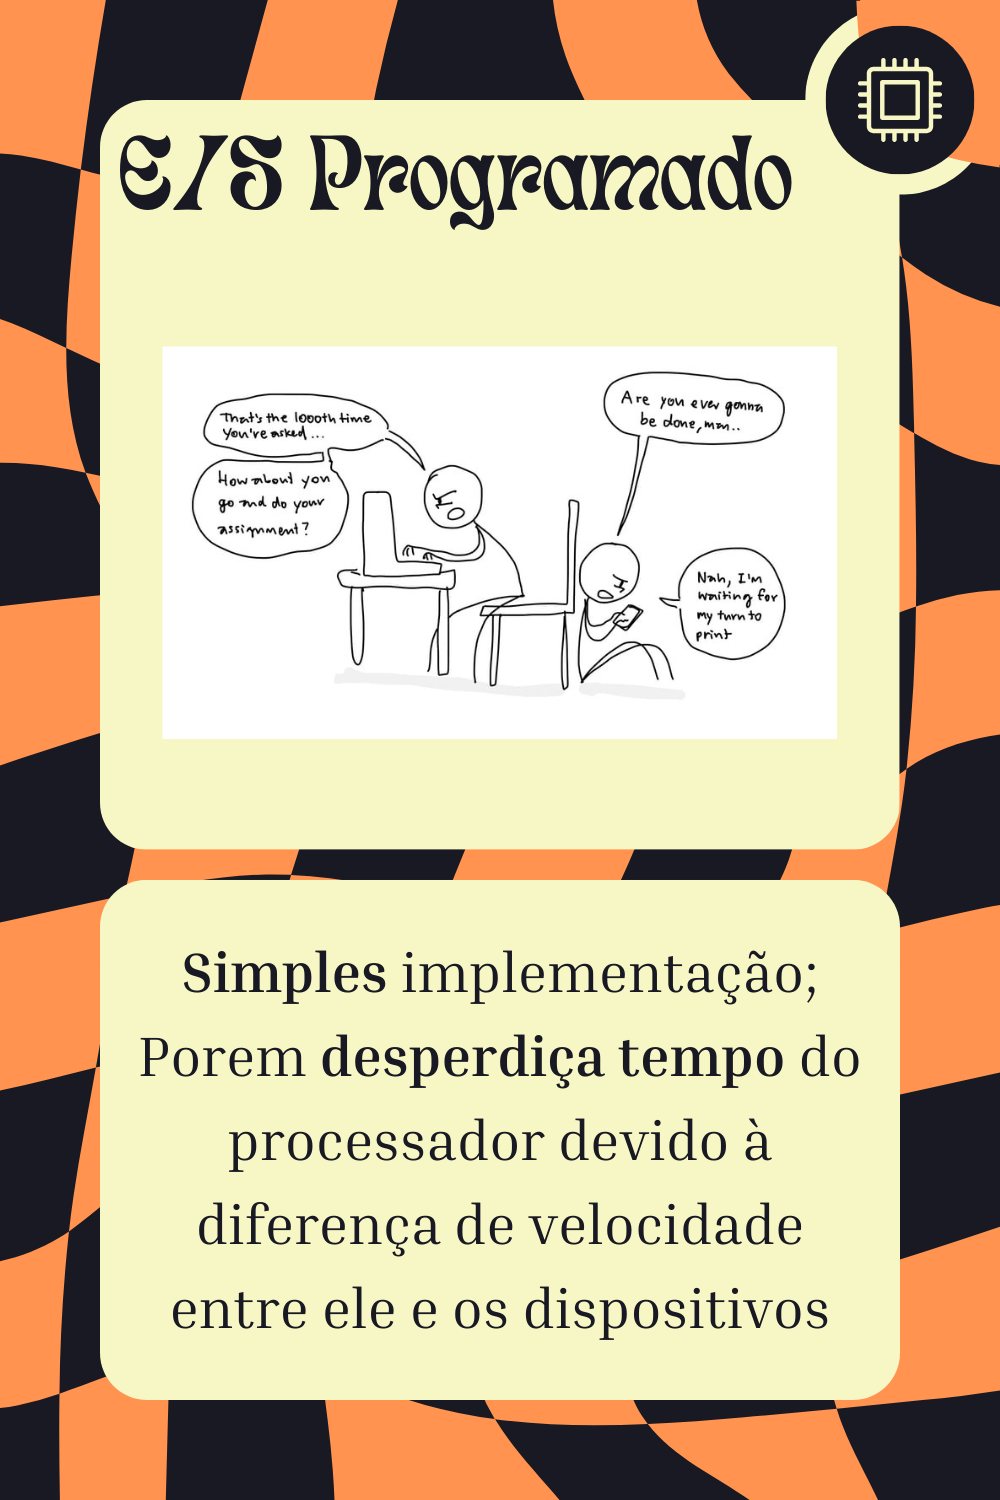 E/S Programado
That's the 1000th time
you're asked...
How about you
go and do your
assignment?
Are you ever gonna
be done, man..
Nah, I'm
waiting for
my turn to
print
Simples implementação;
Porem desperdiça tempo do
processador devido à
diferença de velocidade
entre ele e os dispositivos